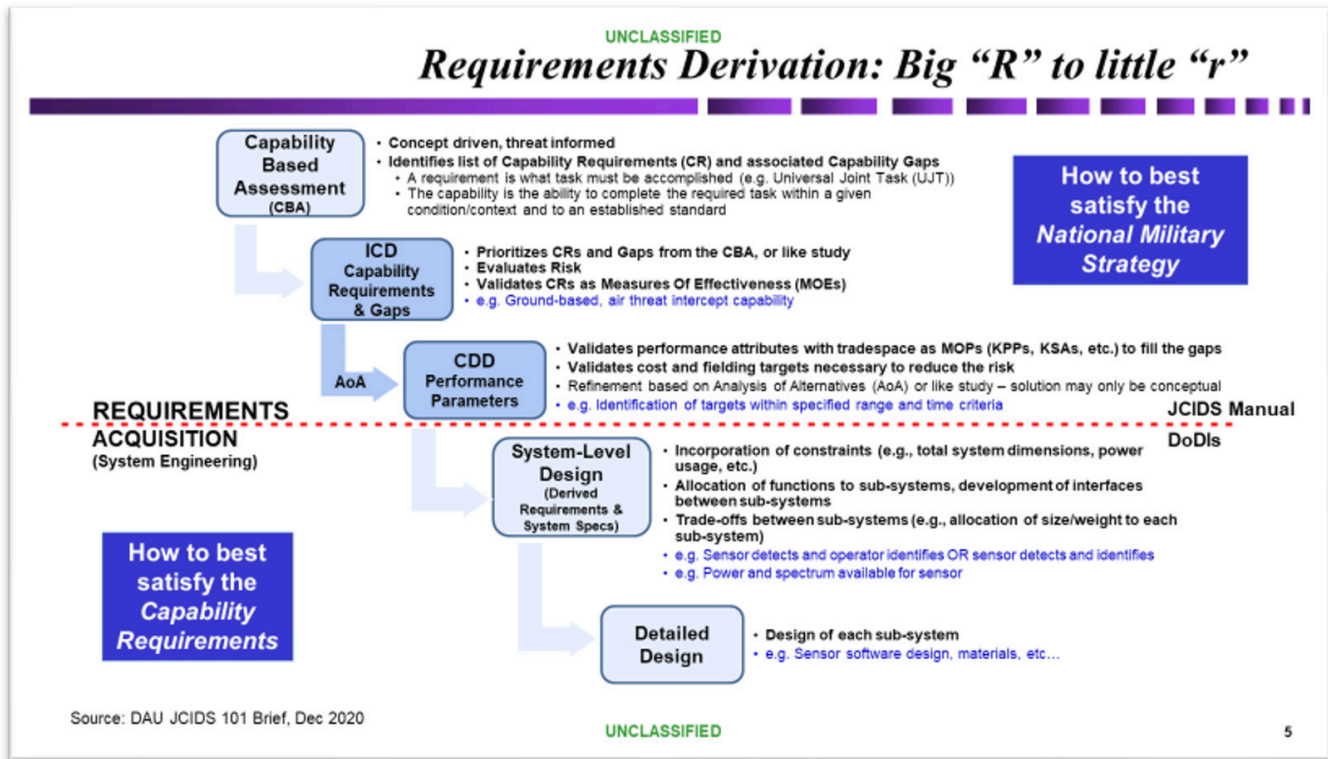 UNCLASSIFIED
Requirements Derivation: Big “R” to little “r”
Capability
Based
Assessment
(CBA)
• Concept driven, threat informed
• Identifies list of Capability Requirements (CR) and associated Capability Gaps
• A requirement is what task must be accomplished (e.g. Universal Joint Task (UJT))
• The capability is the ability to complete the required task within a given
condition/context and to an established standard
How to best
satisfy the
National Military
Strategy
ICD
Capability
Requirements
& Gaps
• Prioritizes CRs and Gaps from the CBA, or like study
• Evaluates Risk
• Validates CRs as Measures Of Effectiveness (MOEs)
• e.g. Ground-based, air threat intercept capability
AoA
CDD
Performance
Parameters
• Validates performance attributes with tradespace as MOPs (KPPs, KSAs, etc.) to fill the gaps
• Validates cost and fielding targets necessary to reduce the risk
• Refinement based on Analysis of Alternatives (AoA) or like study – solution may only be conceptual
• e.g. Identification of targets within specified range and time criteria
REQUIREMENTS
JCIDS Manual
ACQUISITION
(System Engineering)
DoDIs
System-Level
Design
(Derived
Requirements &
System Specs)
• Incorporation of constraints (e.g., total system dimensions, power
usage, etc.)
• Allocation of functions to sub-systems, development of interfaces
between sub-systems
• Trade-offs between sub-systems (e.g., allocation of size/weight to each
sub-system)
• e.g. Sensor detects and operator identifies OR sensor detects and identifies
• e.g. Power and spectrum available for sensor
How to best
satisfy the
Capability
Requirements
Detailed
Design
• Design of each sub-system
• e.g. Sensor software design, materials, etc…
Source: DAU JCIDS 101 Brief, Dec 2020
UNCLASSIFIED
5